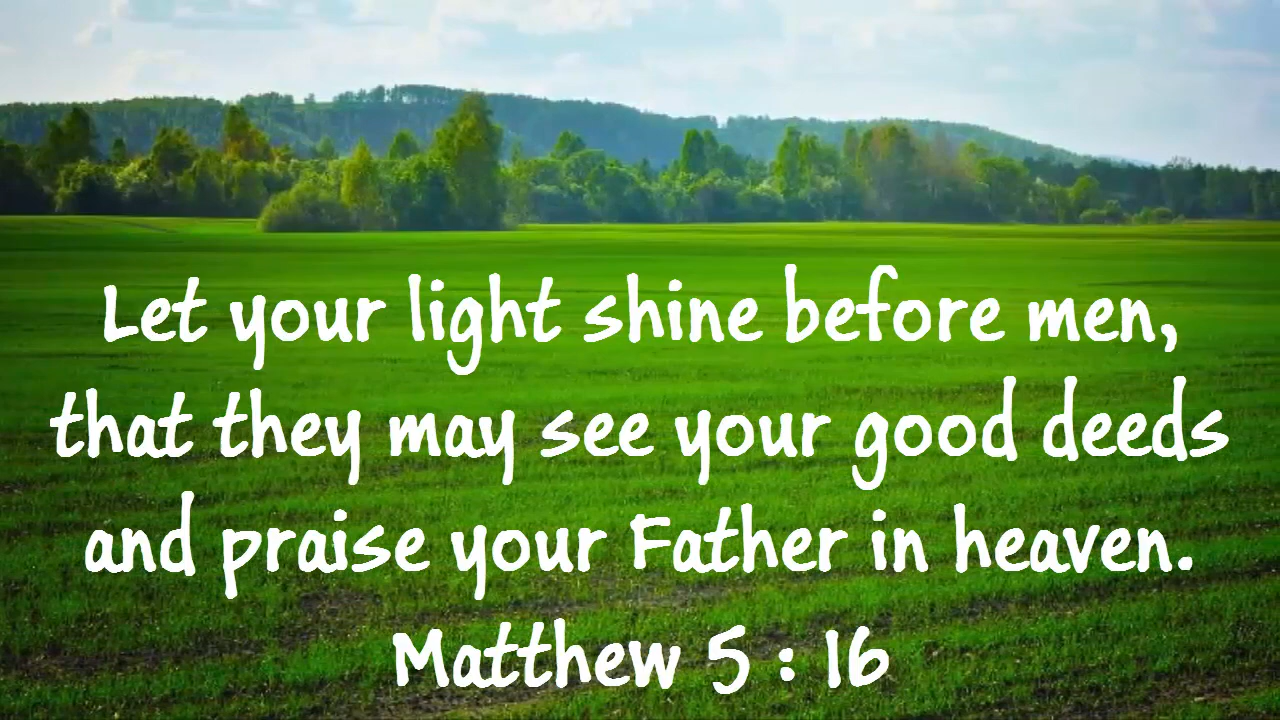 Let your light shine before men,
that they may see your good deeds
and praise your Father in heaven.
Matthew 5 : 16